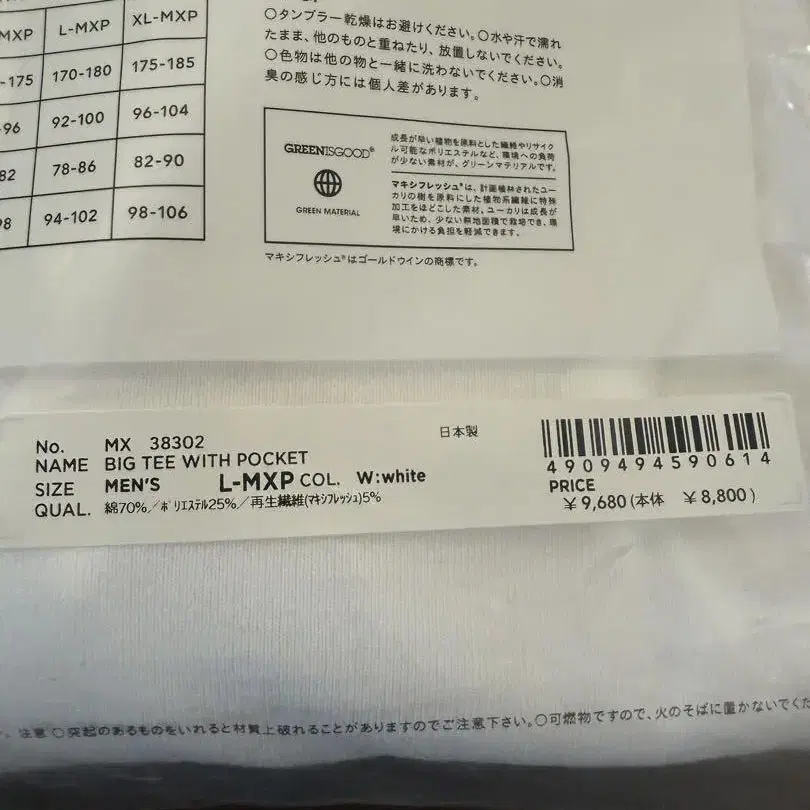 MXP L-MXP XL-MXP
-175 170-180 175-185
-96 92-100 96-104
82 78-86 82-90
98 94-102 98-106
〇タンブラー乾燥はお避けください。〇水や汗で濡れ
たまま、他のものと重ねたり、放置しないでください。
〇色物は他の物と一緒に洗わないでください。〇消
臭の感じ方には個人差があります。
GREENISGOOD®
GREEN MATERIAL
成長が早い植物を原料とした繊維やリサイク
ル可能なポリエステルなど、環境への負荷
が少ない素材が、グリーンマテリアルです。
マキシフレッシュ®は、計画植林されたユー
カリの樹を原料にした植物系繊維に特殊
加工をほどこした素材。ユーカリは成長が
早いため、少ない耕地面積で栽培でき、環
境にかける負担を軽減できます。
マキシフレッシュ®はゴールドウインの商標です。
No. MX 38302
日本製
NAME BIG TEE WITH POCKET
SIZE MEN'S L-MXP COL. W:white
QUAL. 綿70%/ポリエステル25%/再生繊維(マキシフレッシュ)5%
4909494590614
PRICE
¥9,680(本体 ¥8,800)
注意 〇突起のあるものをいれると材質上破れることがありますのでご注意下さい。〇可燃物ですので、火のそばに置かないでくだ